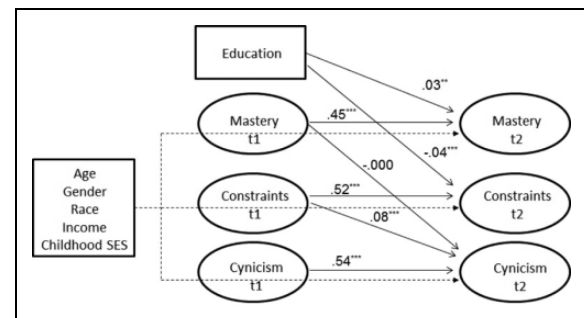 Education
.03**
Mastery
t1
.45***
Mastery
t2
-.04***
-.000
Age
Gender
Race
Income
Childhood SES
Constraints
t1
.52***
.08***
Constraints
t2
Cynicism
t1
.54***
Cynicism
t2